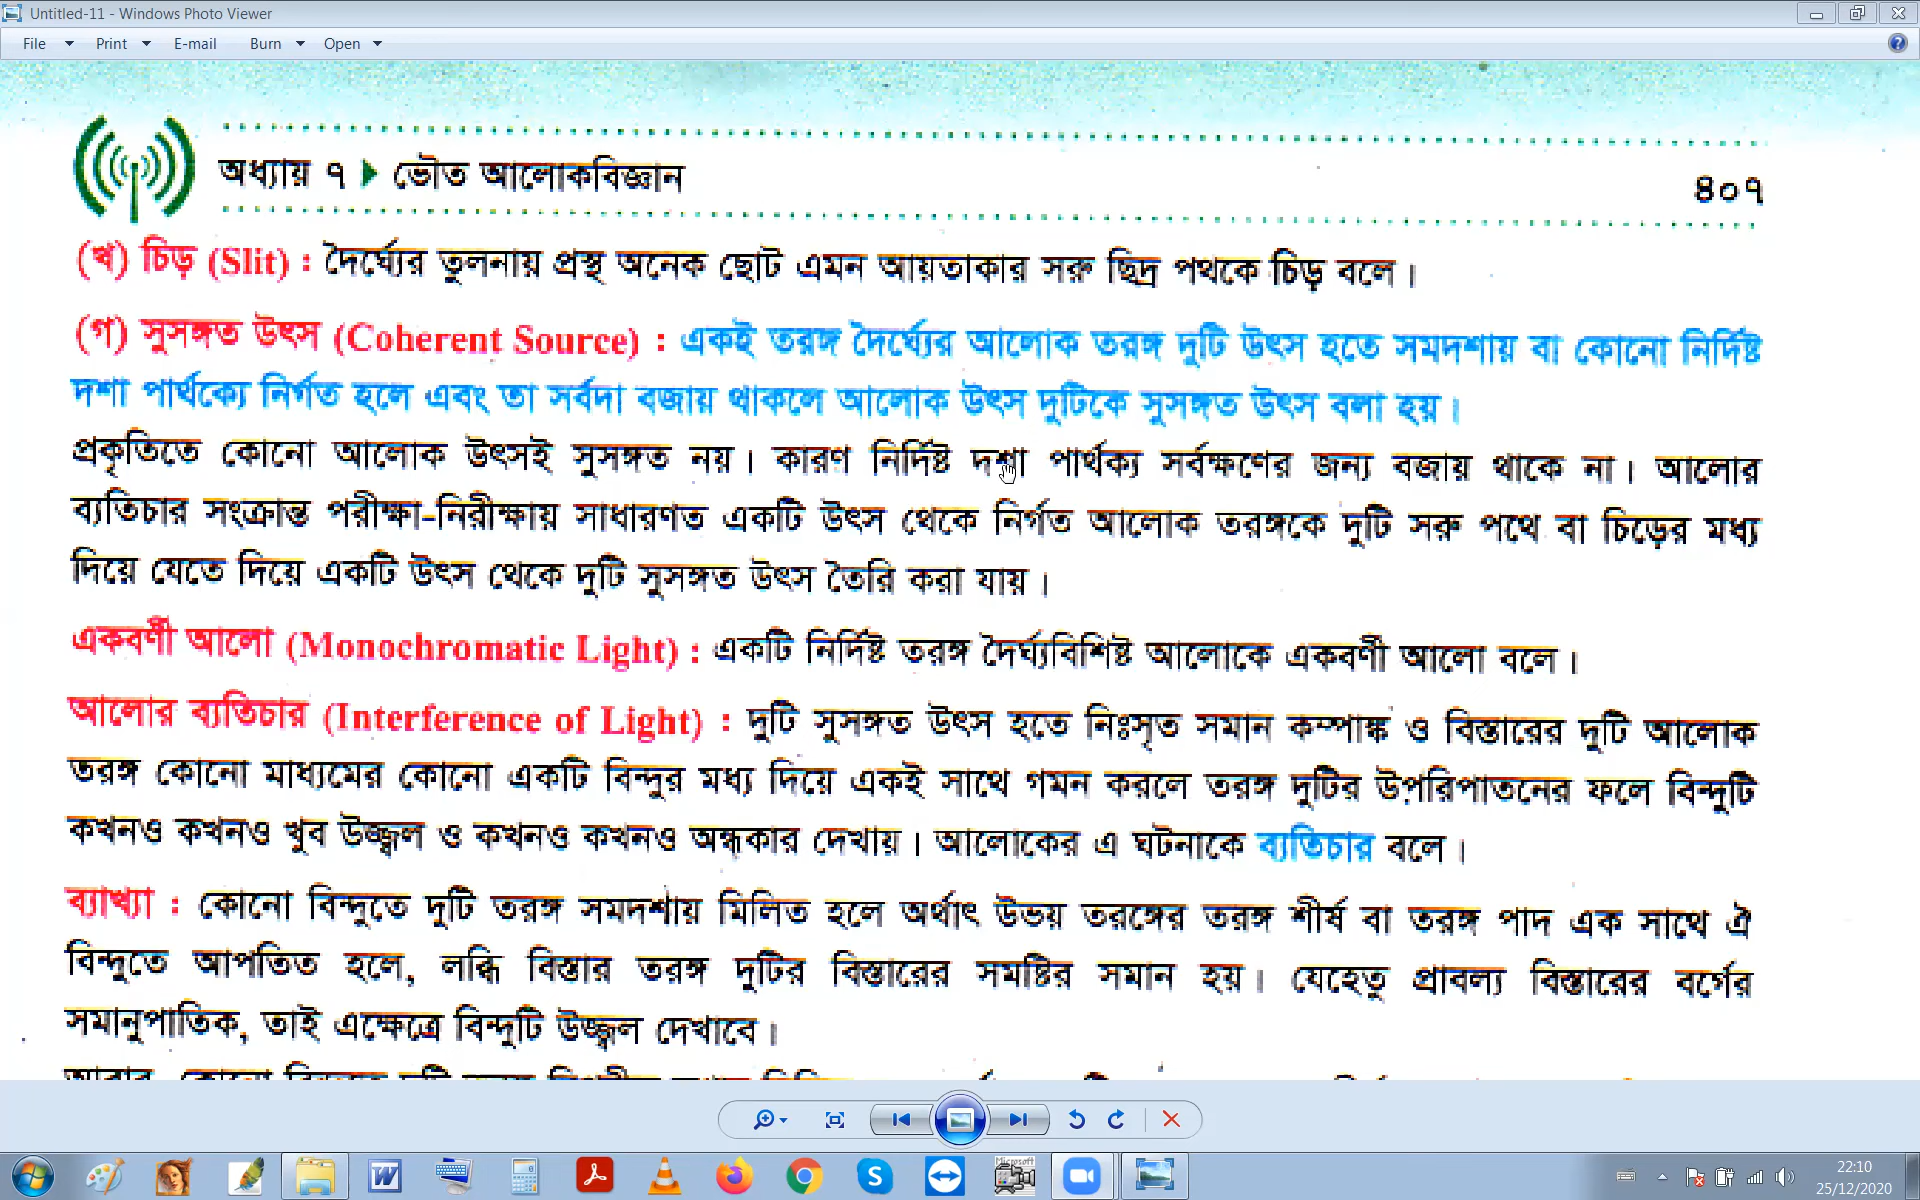 Untitled-11 - Windows Photo Viewer
File Print E-mail Burn Open
অধ্যায় ৭ ভৌত আলোকবিজ্ঞান
৪০৭
(খ) চিড় (Slit) : দৈর্ঘ্যের তুলনায় প্রস্থ অনেক ছোট এমন আয়তাকার সরু ছিদ্র পথকে চিড় বলে।
(গ) সুসঙ্গত উৎস (Coherent Source) : একই তরঙ্গ দৈর্ঘ্যের আলোক তরঙ্গ দুটি উৎস হতে সমদশায় বা কোনো নির্দিষ্ট
দশা পার্থক্যে নির্গত হলে এবং তা সর্বদা বজায় থাকলে আলোক উৎস দুটিকে সুসঙ্গত উৎস বলা হয়।
প্রকৃতিতে কোনো আলোক উৎসই সুসঙ্গত নয়। কারণ নির্দিষ্ট দশা পার্থক্য সর্বক্ষণের জন্য বজায় থাকে না। আলোর
ব্যতিচার সংক্রান্ত পরীক্ষা-নিরীক্ষায় সাধারণত একটি উৎস থেকে নির্গত আলোক তরঙ্গকে দুটি সরু পথে বা চিড়ের মধ্য
দিয়ে যেতে দিয়ে একটি উৎস থেকে দুটি সুসঙ্গত উৎস তৈরি করা যায়।
একবর্ণী আলো (Monochromatic Light) : একটি নির্দিষ্ট তরঙ্গ দৈর্ঘ্যবিশিষ্ট আলোকে একবর্ণী আলো বলে।
আলোর ব্যতিচার (Interference of Light) : দুটি সুসঙ্গত উৎস হতে নিঃসৃত সমান কম্পাঙ্ক ও বিস্তারের দুটি আলোক
তরঙ্গ কোনো মাধ্যমের কোনো একটি বিন্দুর মধ্য দিয়ে একই সাথে গমন করলে তরঙ্গ দুটির উপরিপাতনের ফলে বিন্দুটি
কখনও কখনও খুব উজ্জ্বল ও কখনও কখনও অন্ধকার দেখায়। আলোকের এ ঘটনাকে ব্যতিচার বলে।
ব্যাখ্যা : কোনো বিন্দুতে দুটি তরঙ্গ সমদশায় মিলিত হলে অর্থাৎ উভয় তরঙ্গের তরঙ্গ শীর্ষ বা তরঙ্গ পাদ এক সাথে ঐ
বিন্দুতে আপতিত হলে, লব্ধি বিস্তার তরঙ্গ দুটির বিস্তারের সমষ্টির সমান হয়। যেহেতু প্রাবল্য বিস্তারের বর্গের
সমানুপাতিক, তাই এক্ষেত্রে বিন্দুটি উজ্জ্বল দেখাবে।
Microsoft
22:10
25/12/2020